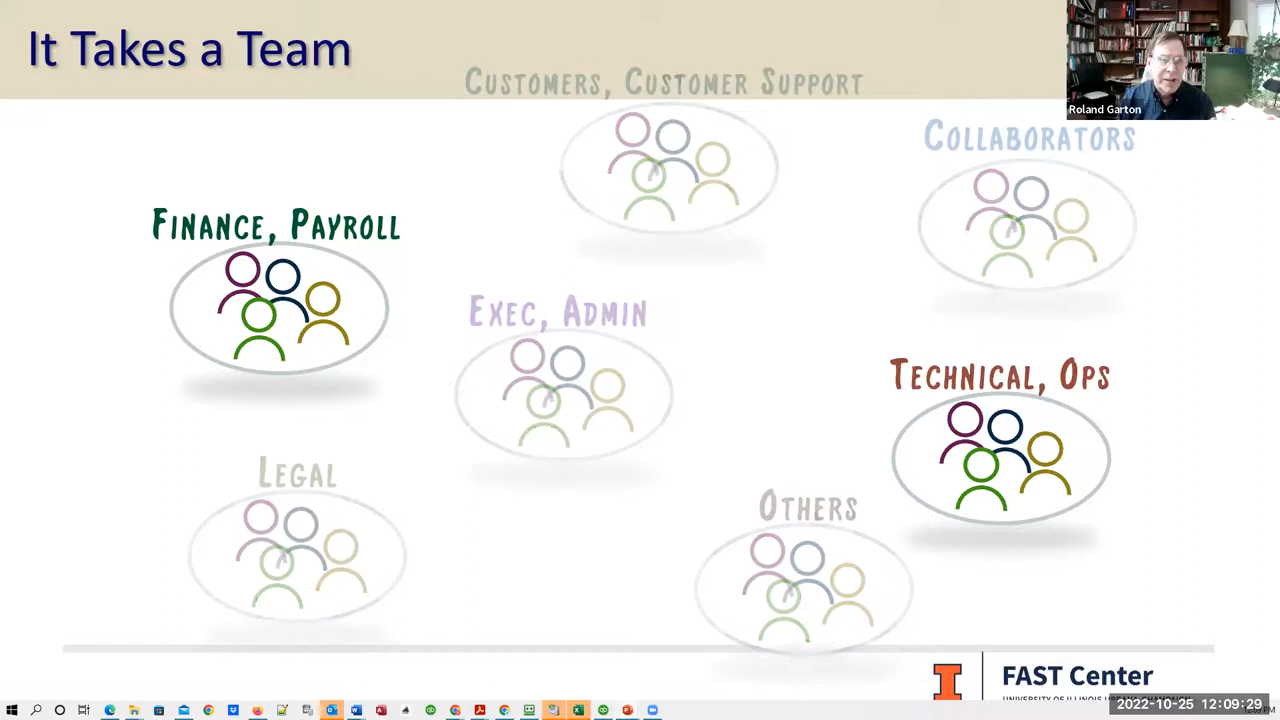 It Takes a Team
Roland Garton
Customers, Customer Support
Collaborators
Finance, Payroll
Exec, Admin
Technical, Ops
Legal
Others
FAST Center
2022-10-25 12:09:29